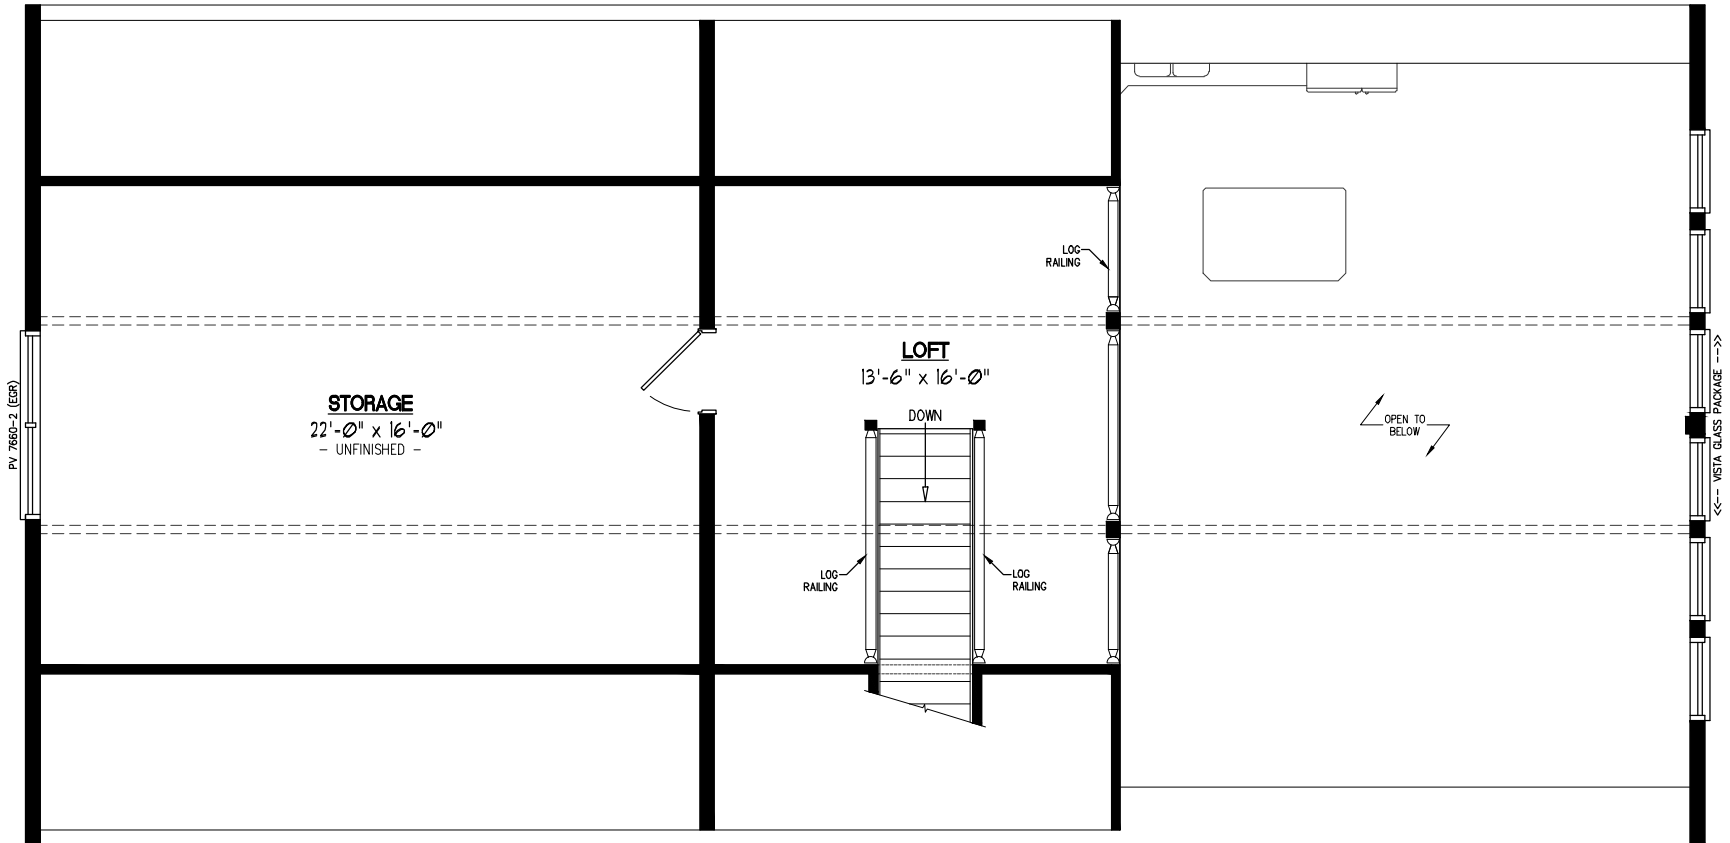 LOG
RAILING
LOFT
13'-6" x 16'-0"
STORAGE
22'-0" x 16'-0"
- UNFINISHED -
DOWN
OPEN TO
BELOW
PV 7660-2 (EGR)
<<-- VISTA GLASS PACKAGE -->>
LOG
RAILING
LOG
RAILING